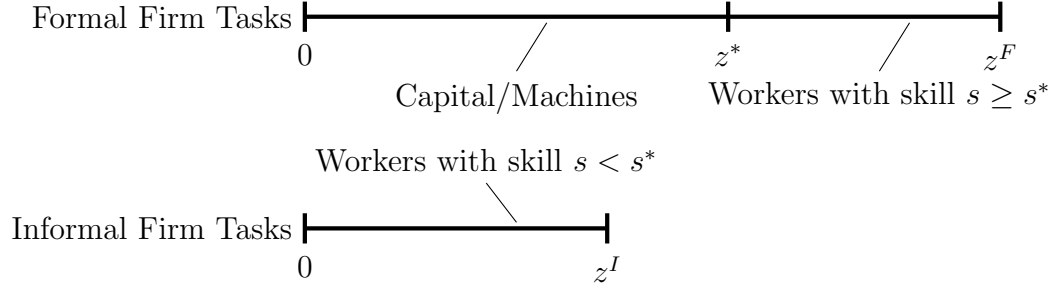 Formal Firm Tasks
0
z*
z^F
Capital/Machines
Workers with skill s ≥ s*
Workers with skill s < s*
Informal Firm Tasks
0
z^I